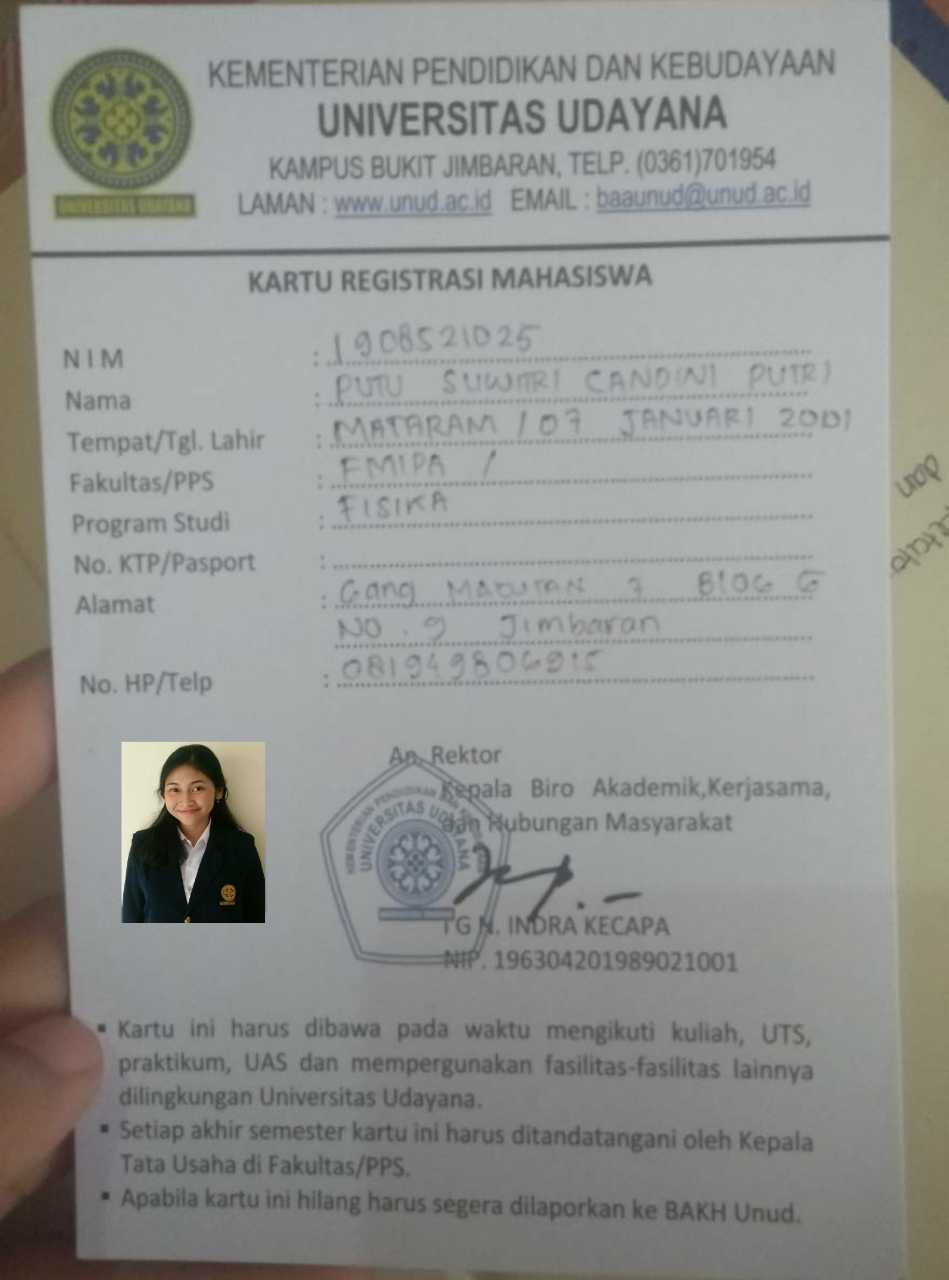 KEMENTERIAN PENDIDIKAN DAN KEBUDAYAAN
UNIVERSITAS UDAYANA
KAMPUS BUKIT JIMBARAN, TELP. (0361)701954
LAMAN : www.unud.ac.id EMAIL : baaunud@unud.ac.id
UNIVERSITAS UDAYANA
KARTU REGISTRASI MAHASISWA
NIM : 1908521025
Nama : PUTU SUWITRI CANDINI PUTRI
Tempat/Tgl. Lahir : MATARAM / 07 JANUARI 2001
Fakultas/PPS : FMIPA /
Program Studi : FISIKA
No. KTP/Pasport :
Alamat : Gang MADUTAN 7 BlOG G
NO. 9 Jimbaran
No. HP/Telp :
An. Rektor
Kepala Biro Akademik,Kerjasama,
dan Hubungan Masyarakat
UNIVERSITAS UDAYANA
N. INDRA KECAPA
NIP. 196304201989021001
▪ Kartu ini harus dibawa pada waktu mengikuti kuliah, UTS,
praktikum, UAS dan mempergunakan fasilitas-fasilitas lainnya
dilingkungan Universitas Udayana.
▪ Setiap akhir semester kartu ini harus ditandatangani oleh Kepala
Tata Usaha di Fakultas/PPS.
▪ Apabila kartu ini hilang harus segera dilaporkan ke BAKH Unud.